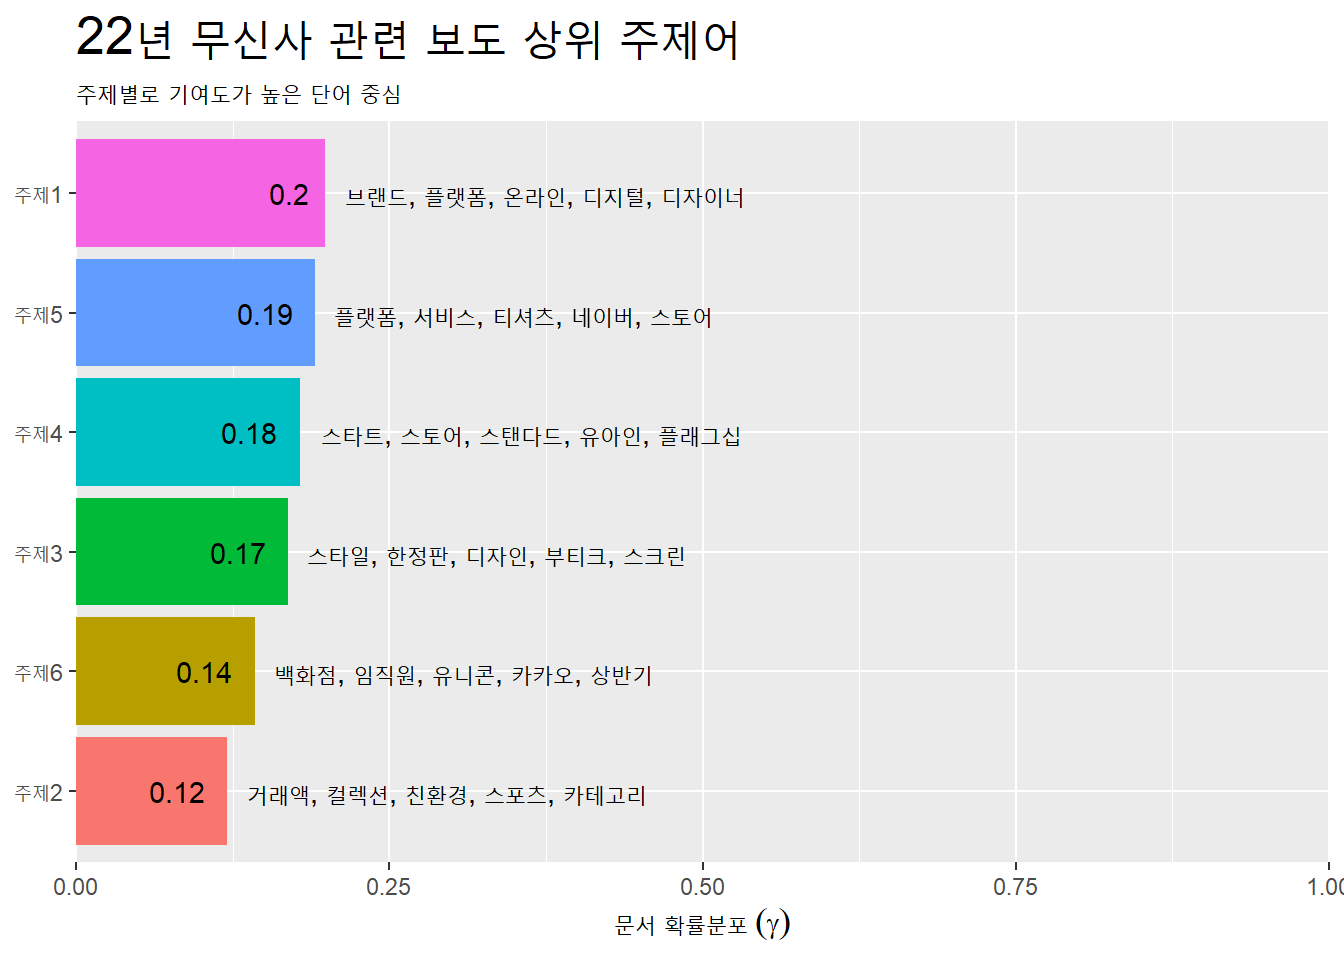 22년 무신사 관련 보도 상위 주제어
주제별로 기여도가 높은 단어 중심
주제1 0.2 브랜드, 플랫폼, 온라인, 디지털, 디자이너
주제5 0.19 플랫폼, 서비스, 티셔츠, 네이버, 스토어
주제4 0.18 스타트, 스토어, 스탠다드, 유아인, 플래그십
주제3 0.17 스타일, 한정판, 디자인, 부티크, 스크린
주제6 0.14 백화점, 임직원, 유니콘, 카카오, 상반기
주제2 0.12 거래액, 컬렉션, 친환경, 스포츠, 카테고리
0.00 0.25 0.50 0.75 1.00
문서 확률분포 (γ)